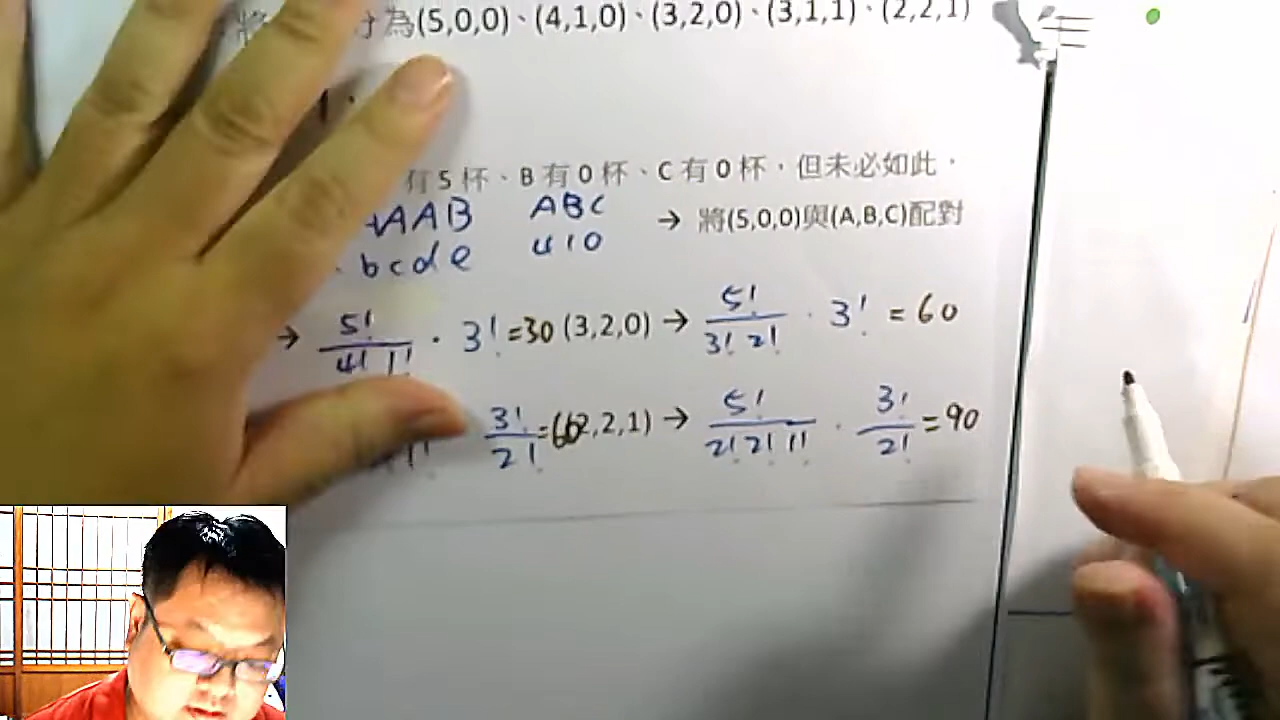 將 分為(5,0,0)、(4,1,0)、(3,2,0)、(3,1,1)、(2,2,1)
有 5 杯、B 有 0 杯、C 有 0 杯，但未必如此，
AAB ABC → 將(5,0,0)與(A,B,C)配對
bcde 410
→ 5!/4! 1! · 3! =30 (3,2,0) → 5!/3! 2! · 3! = 60
3!/2! =60 2,2,1) → 5!/2! 2! 1! · 3!/2! =90